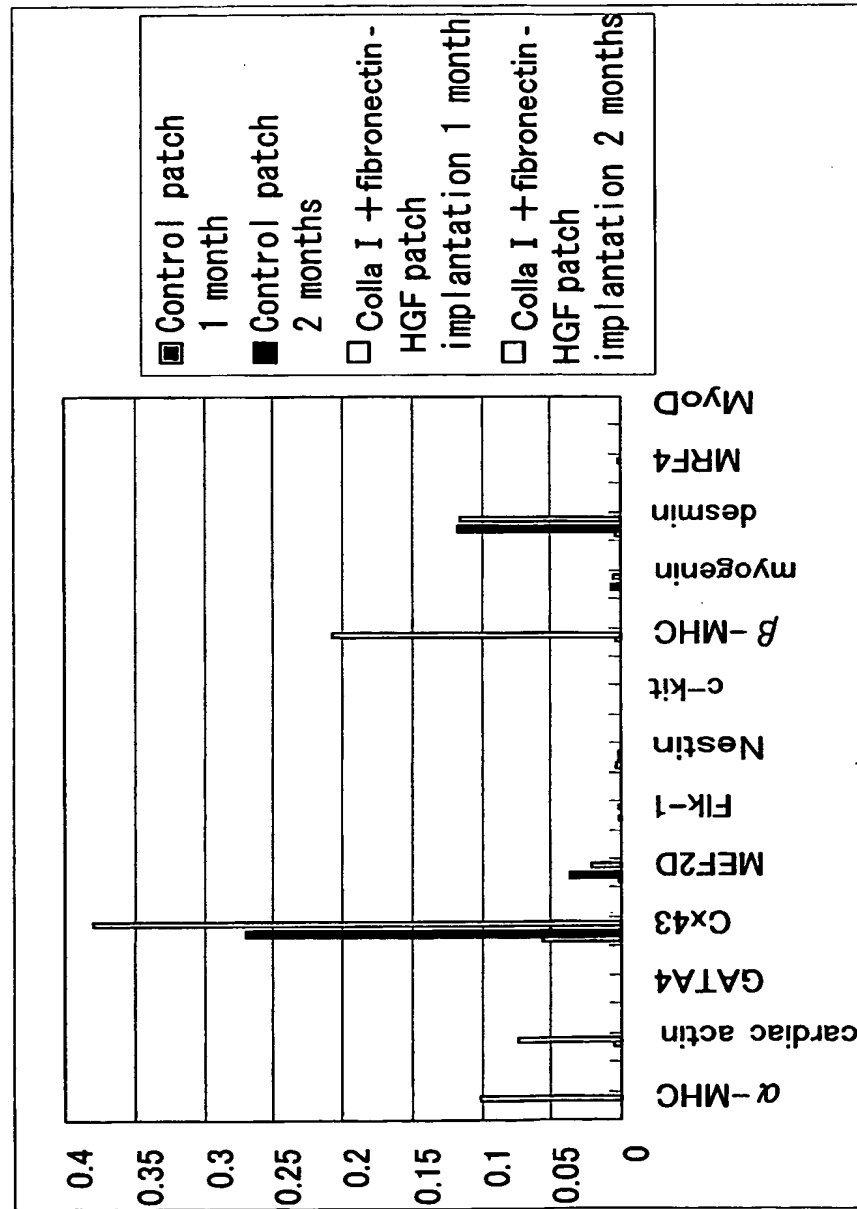 0.4
0.35
0.3
0.25
0.2
0.15
0.1
0.05
0
α-MHC
cardiac actin
GATA4
Cx43
MEF2D
Flk-1
Nestin
c-kit
β-MHC
myogenin
desmin
MRF4
MyoD
Control patch
1 month
Control patch
2 months
Colla I +fibronectin-
HGF patch
implantation 1 month
Colla I +fibronectin-
HGF patch
implantation 2 months